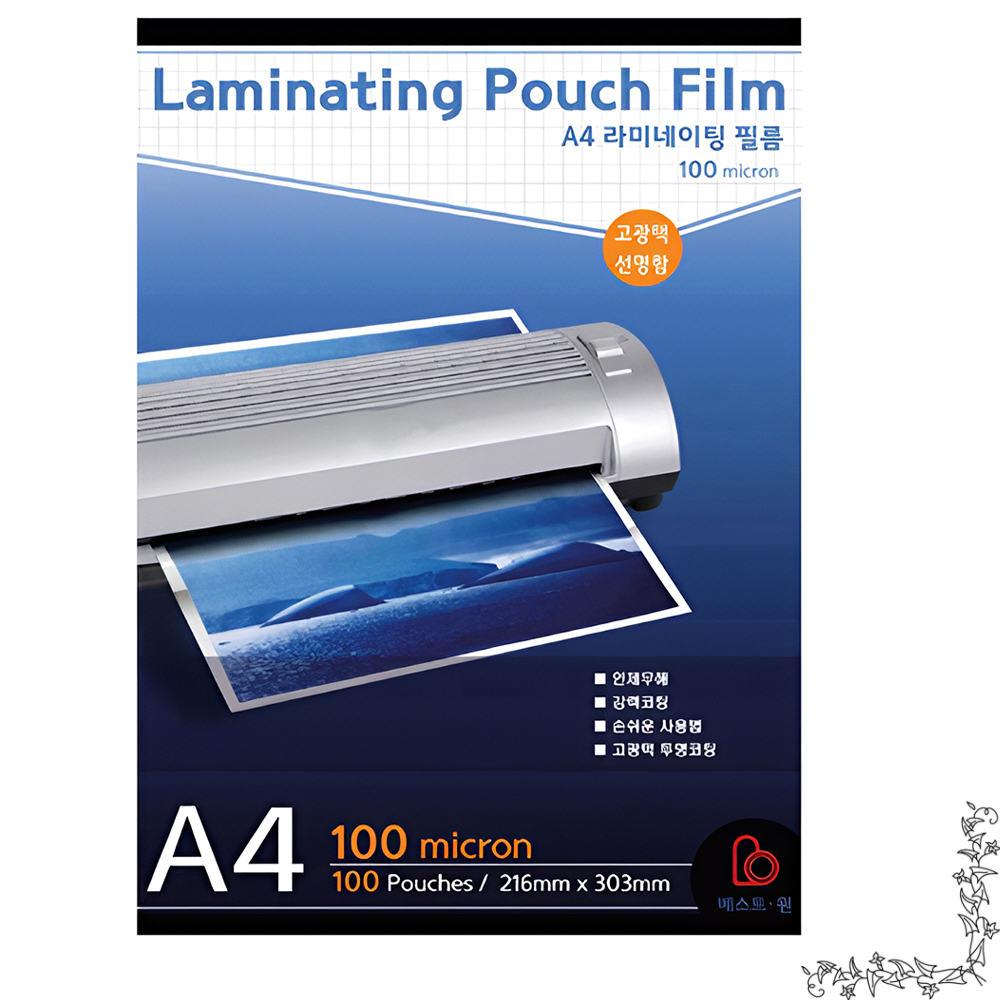 Laminating Pouch Film
A4 라미네이팅 필름
100 micron
고광택
선명함
■ 인체무해
■ 강력코팅
■ 손쉬운 사용법
■ 고광택 투명코팅
A4
100 micron
100 Pouches / 216mm x 303mm
베스트·원